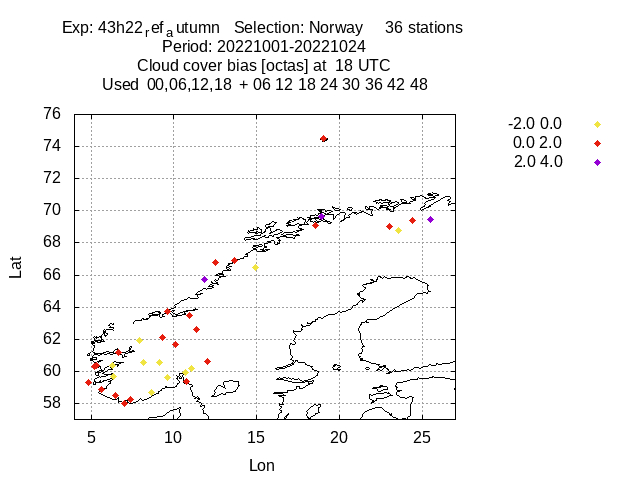 Exp: 43h22refautumn Selection: Norway 36 stations
Period: 20221001-20221024
Cloud cover bias [octas] at 18 UTC
Used 00,06,12,18 + 06 12 18 24 30 36 42 48
-2.0 0.0
0.0 2.0
2.0 4.0
76
74
72
70
68
66
64
62
60
58
Lat
5 10 15 20 25
Lon